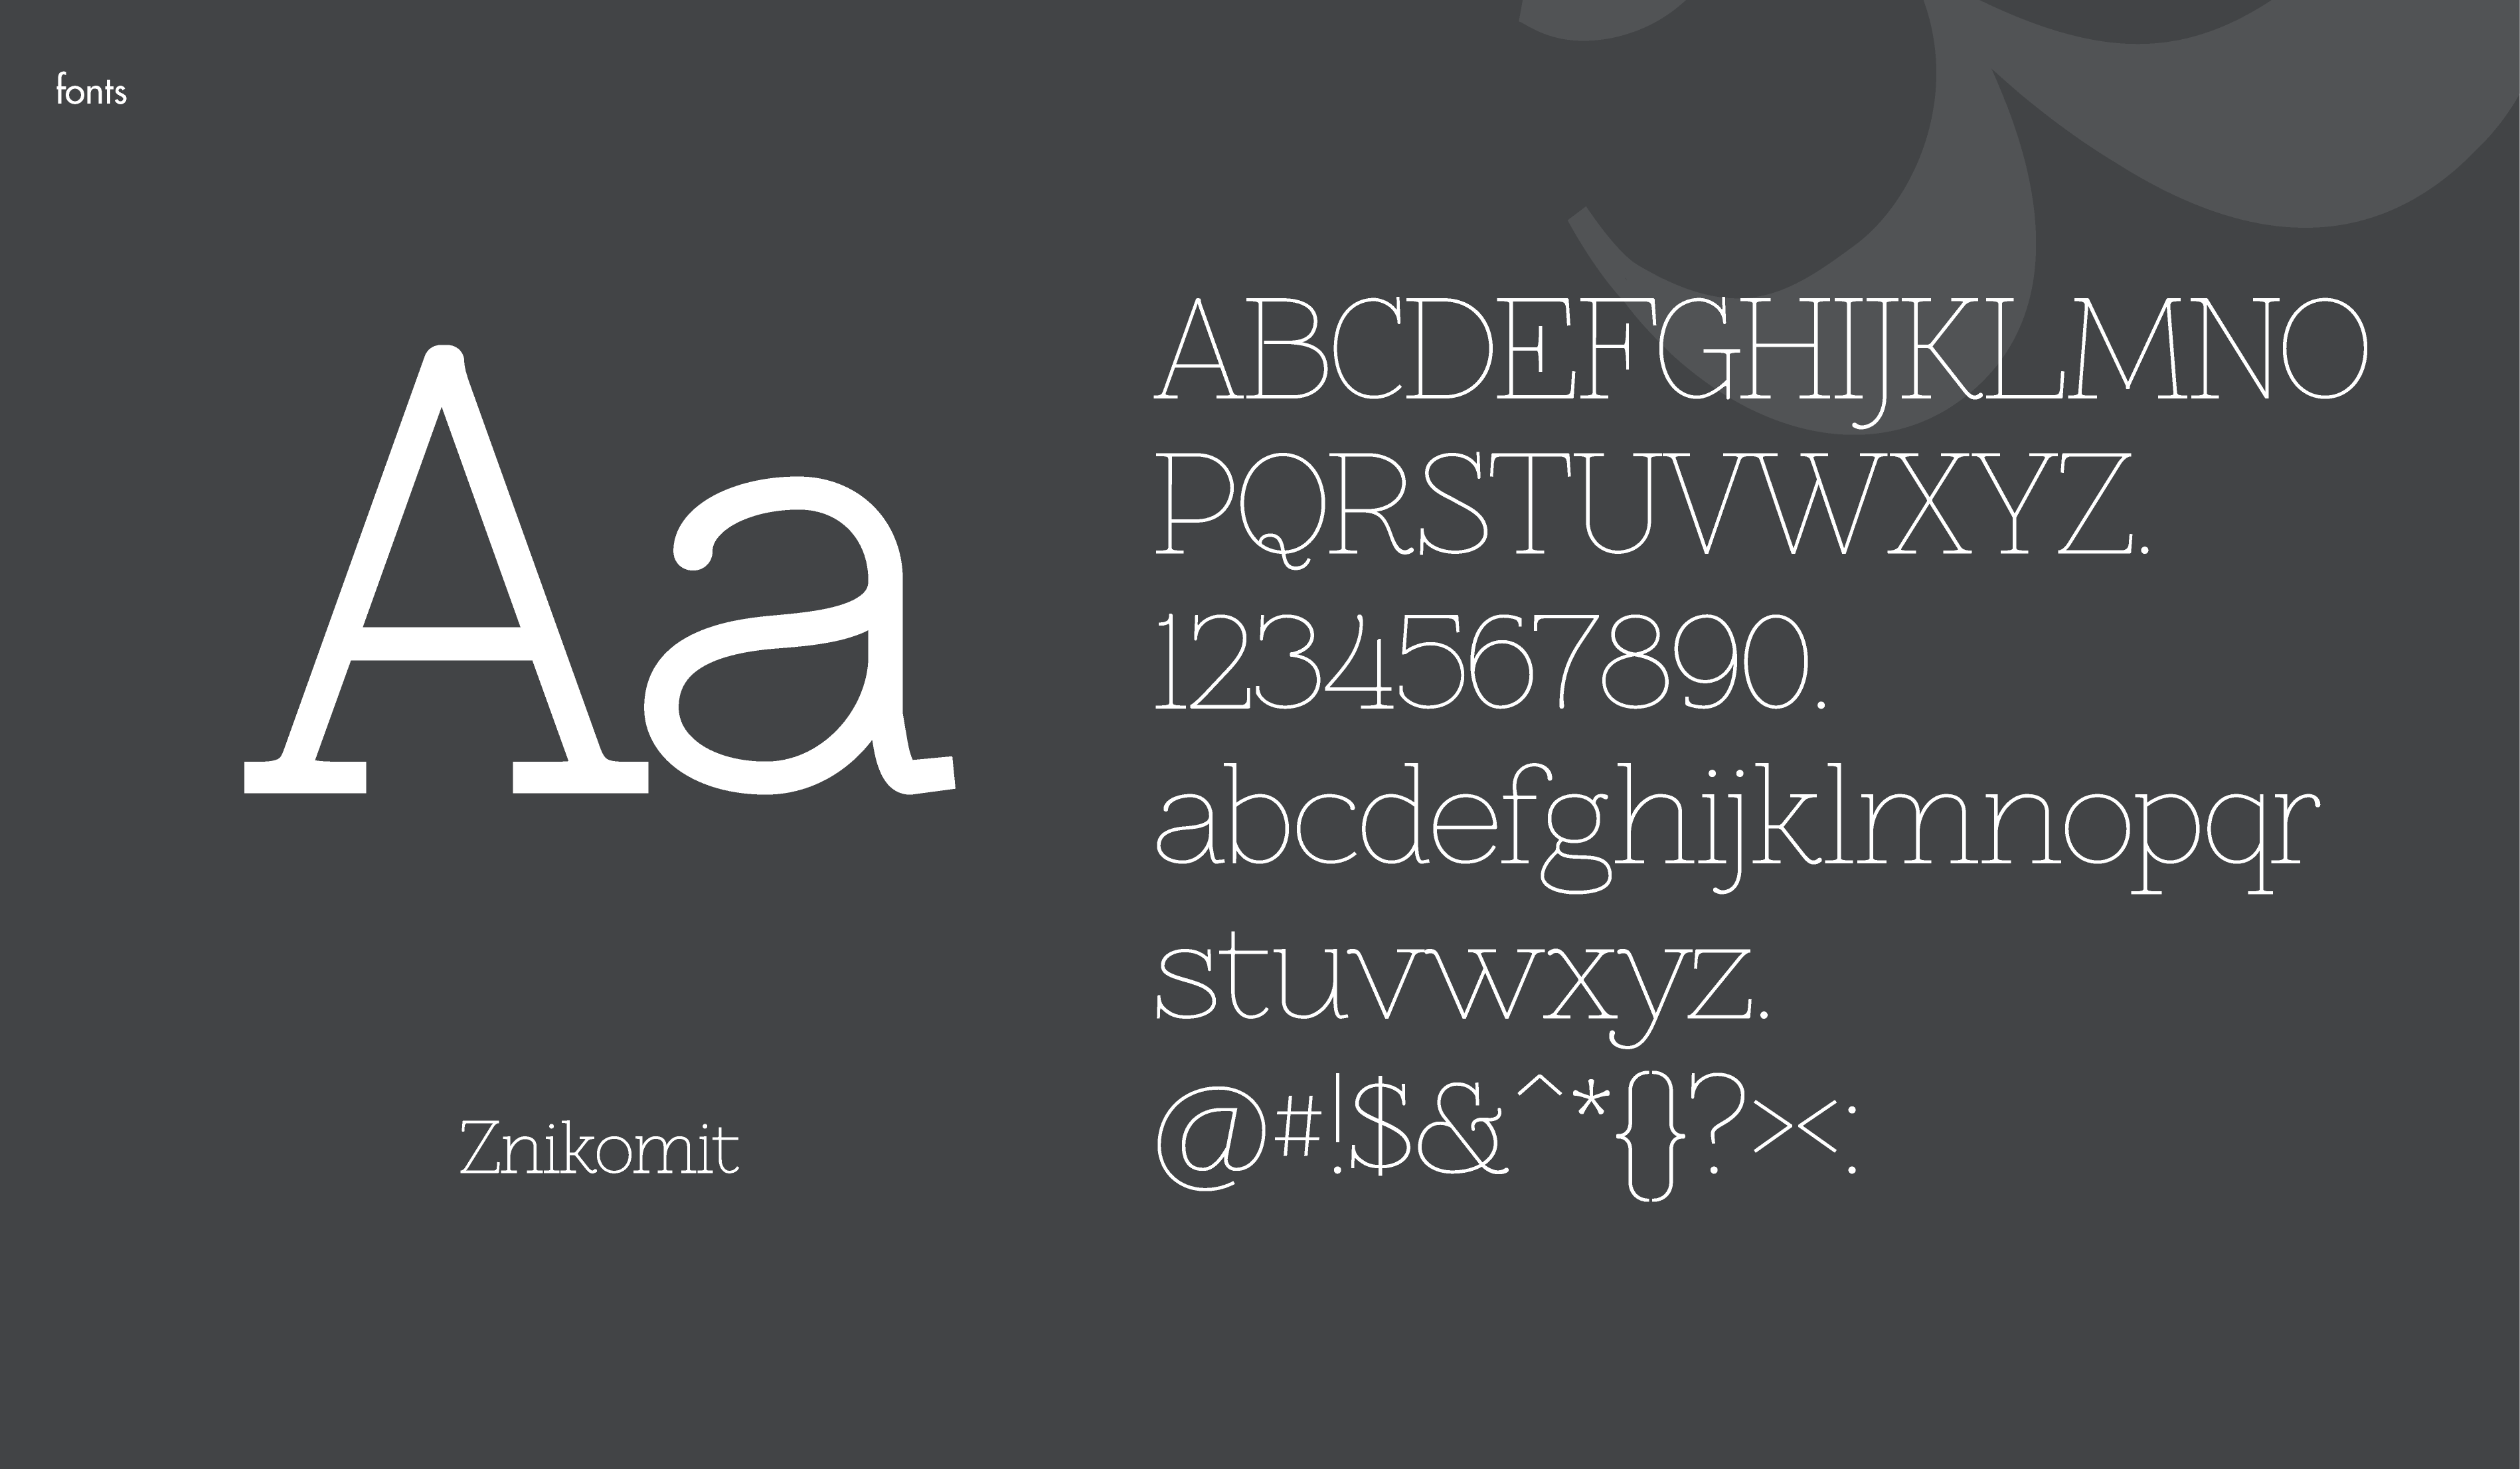 fonts
Aa
Znikomit
ABCDEFGHIJKLMNO
PQRSTUVWXYZ.
1234567890.
abcdefghijklmnopqr
stuvwxyz.
@#!$&^*{}?><: